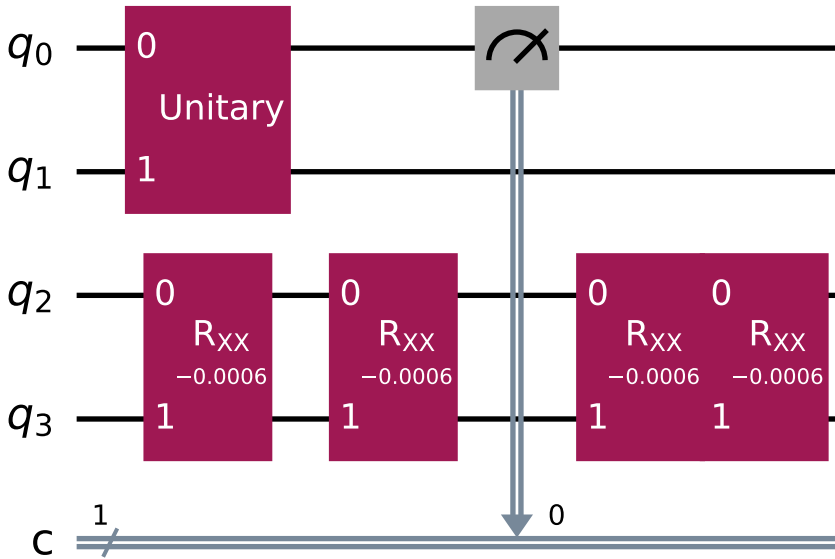 q0
0
Unitary
q1
1
q2
0 0 0 0
RXX RXX RXX RXX
−0.0006 −0.0006 −0.0006 −0.0006
q3
1 1 1 1
1 0
c